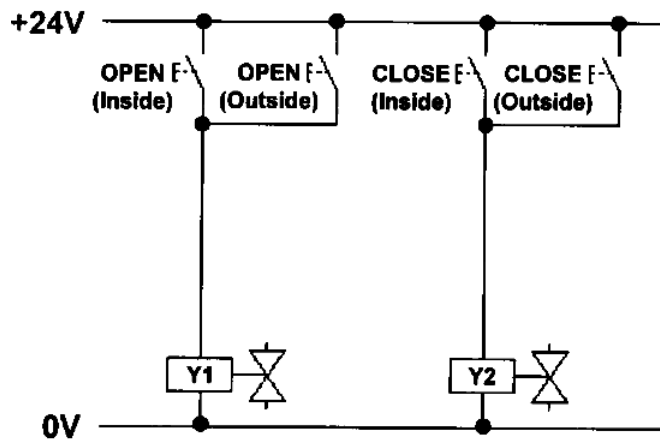 +24V
OPEN
(Inside)
OPEN
(Outside)
CLOSE
(Inside)
CLOSE
(Outside)
Y1
Y2
0V